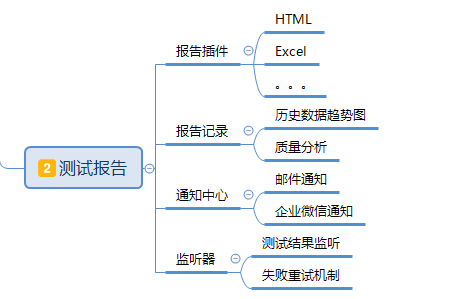 2 测试报告
报告插件
HTML
Excel
。。。
报告记录
历史数据趋势图
质量分析
通知中心
邮件通知
企业微信通知
监听器
测试结果监听
失败重试机制